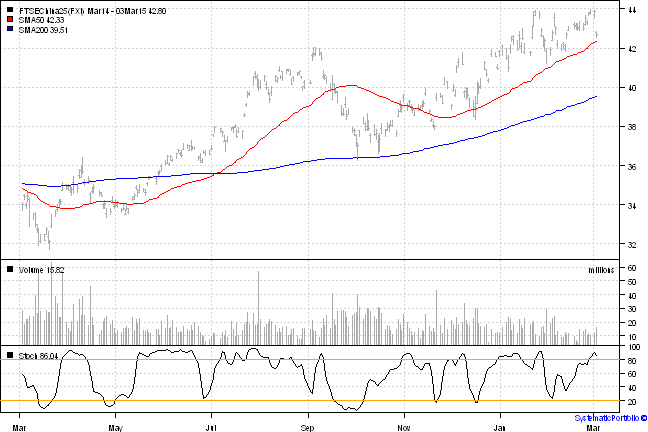 FTSEChina25(FXI) Mar14 - 03Mar15 42.80
SMA50 42.33
SMA200 39.51
44
42
40
38
36
34
32
Volume 15.82
millions
60
50
40
30
20
10
Stoch 86.04
100
80
60
40
20
Mar May Jul Sep Nov Jan Mar
SystematicPortfolio ©